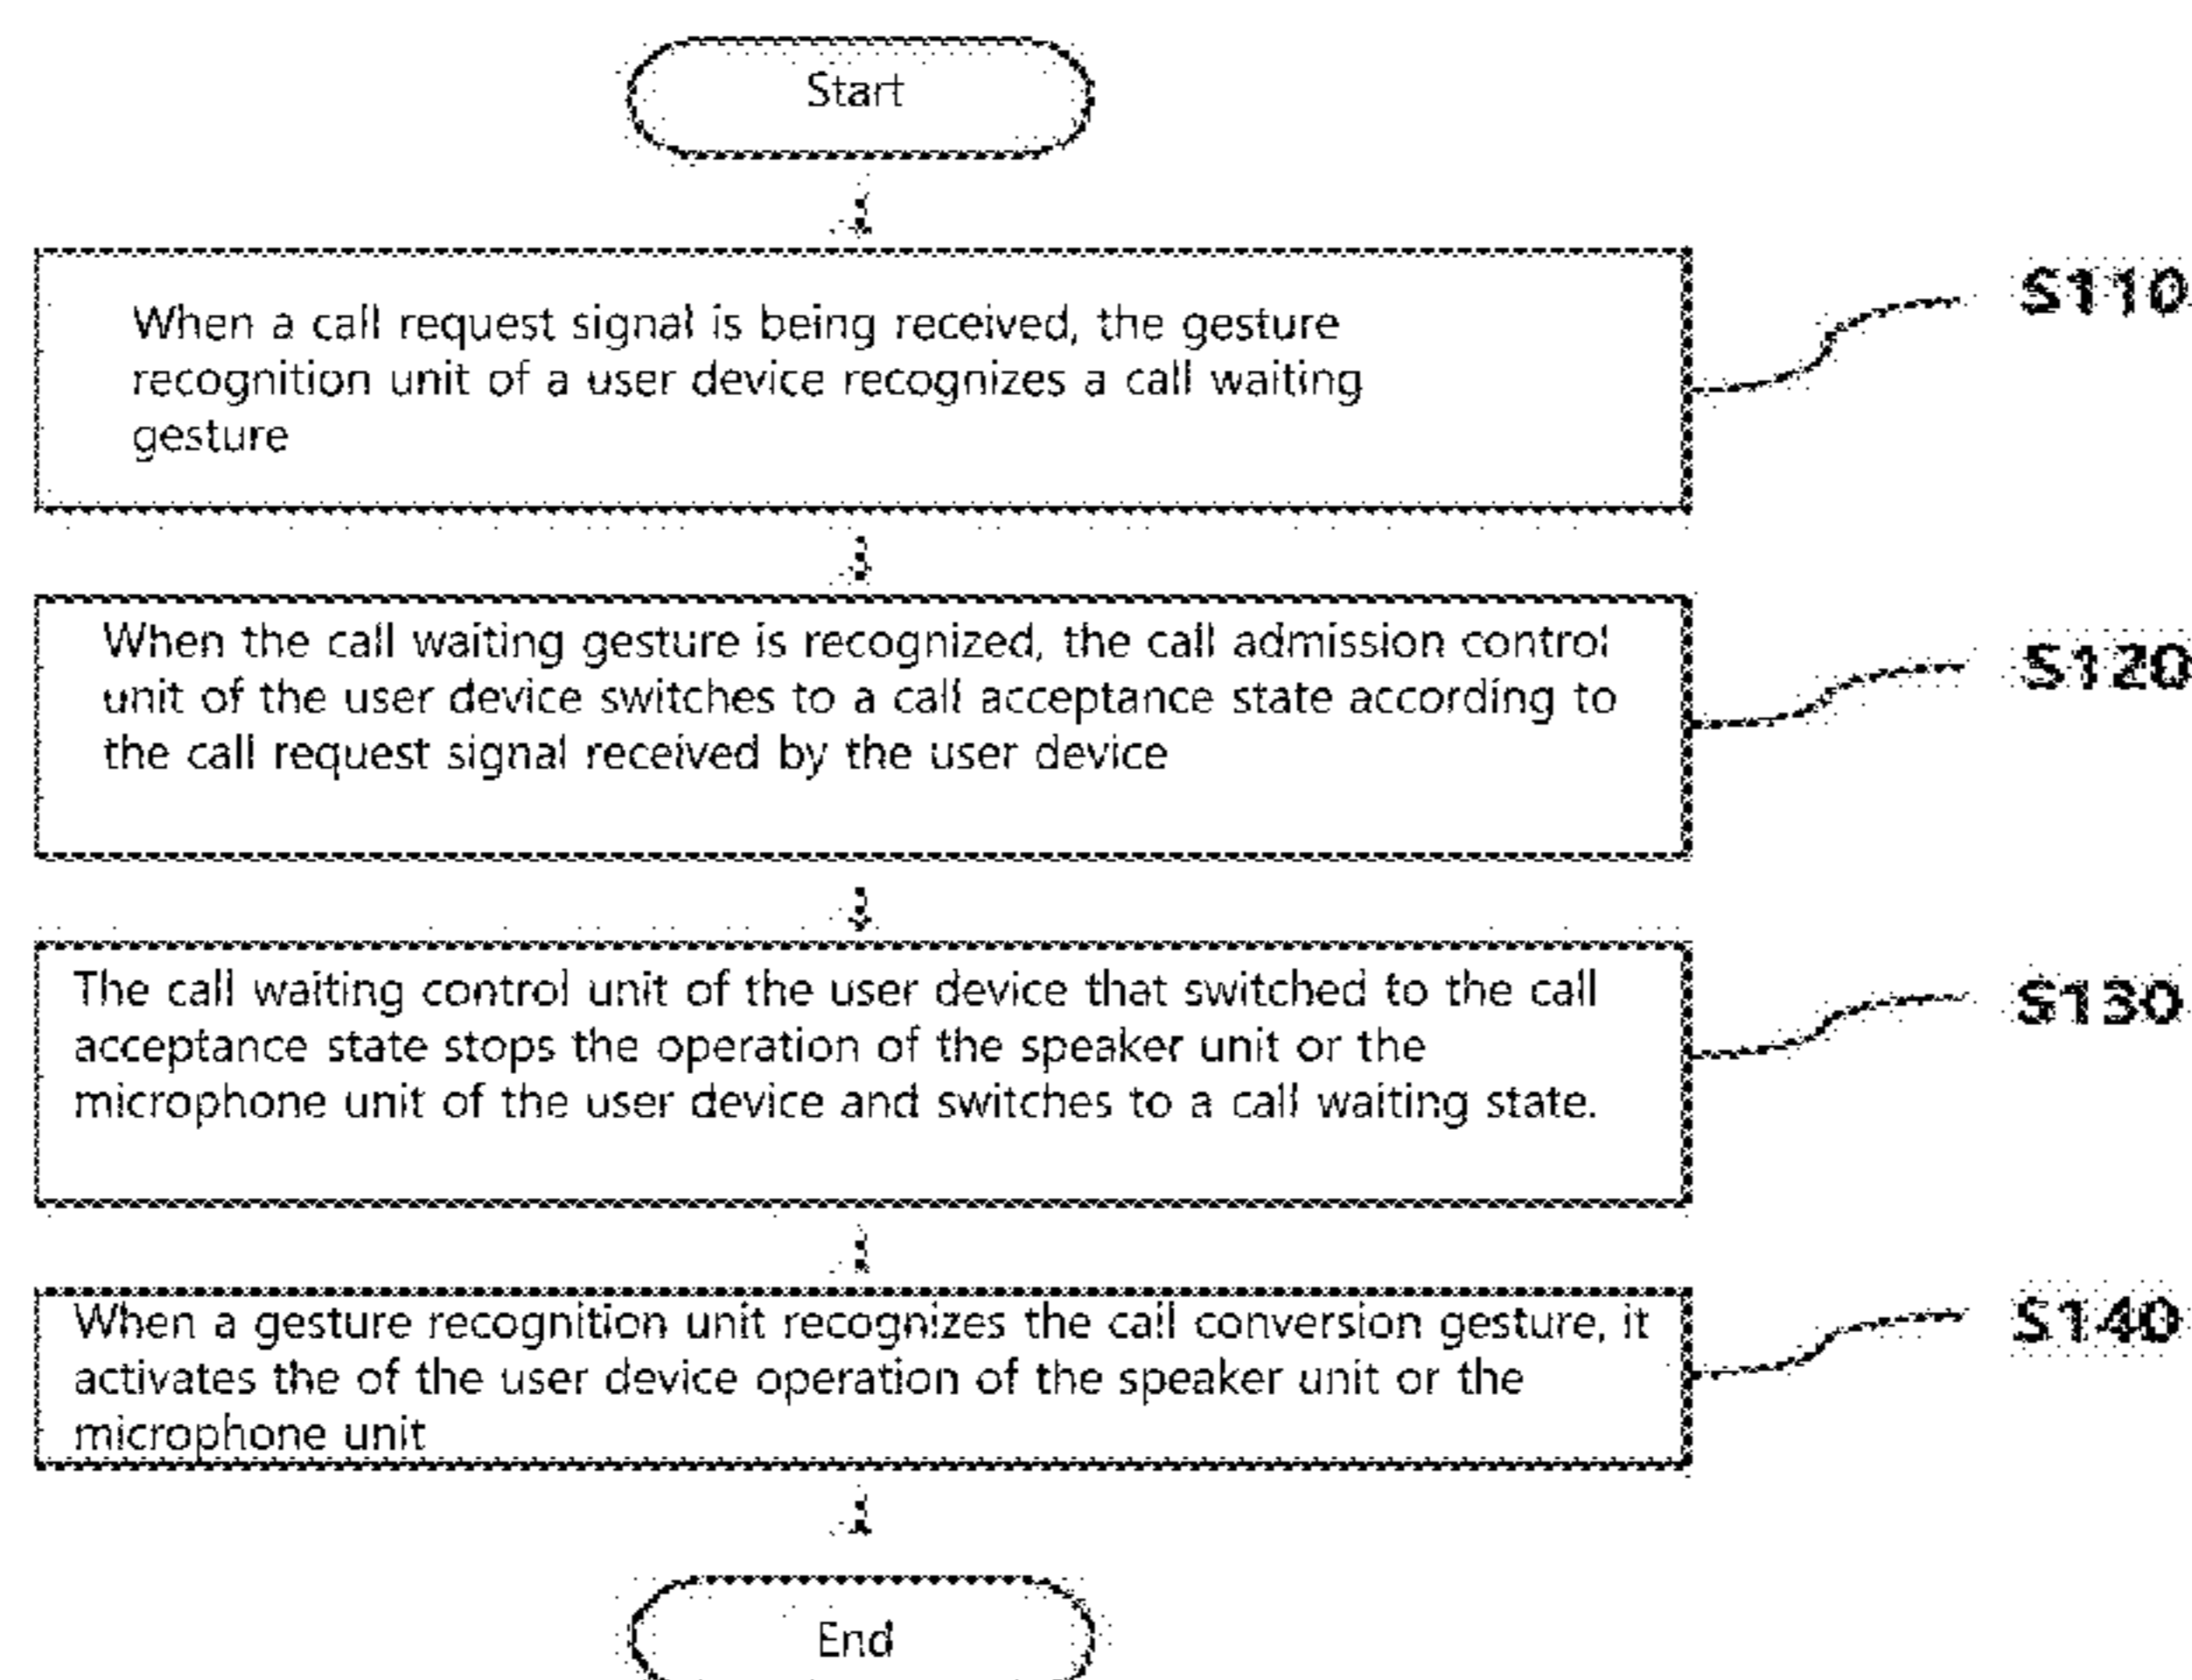 Start
When a call request signal is being received, the gesture
recognition unit of a user device recognizes a call waiting
gesture
S110
When the call waiting gesture is recognized, the call admission control
unit of the user device switches to a call acceptance state according to
the call request signal received by the user device
S120
The call waiting control unit of the user device that switched to the call
acceptance state stops the operation of the speaker unit or the
microphone unit of the user device and switches to a call waiting state.
S130
When a gesture recognition unit recognizes the call conversion gesture, it
activates the of the user device operation of the speaker unit or the
microphone unit
S140
End